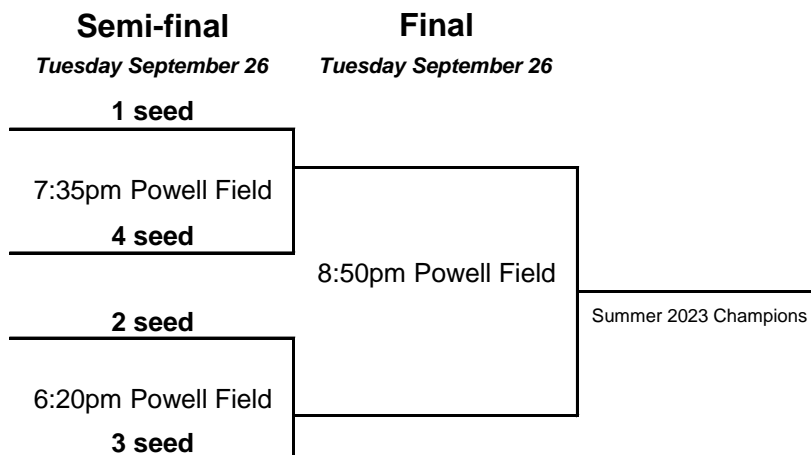 Semi-final
Final
Tuesday September 26
Tuesday September 26
1 seed
7:35pm Powell Field
4 seed
8:50pm Powell Field
2 seed
Summer 2023 Champions
6:20pm Powell Field
3 seed